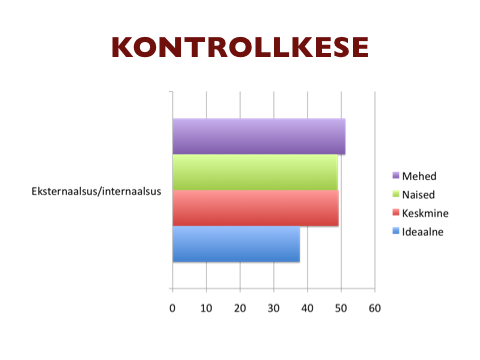 KONTROLLKESE
Eksternaalsus/internaalsus
Mehed
Naised
Keskmine
Ideaalne
0 10 20 30 40 50 60